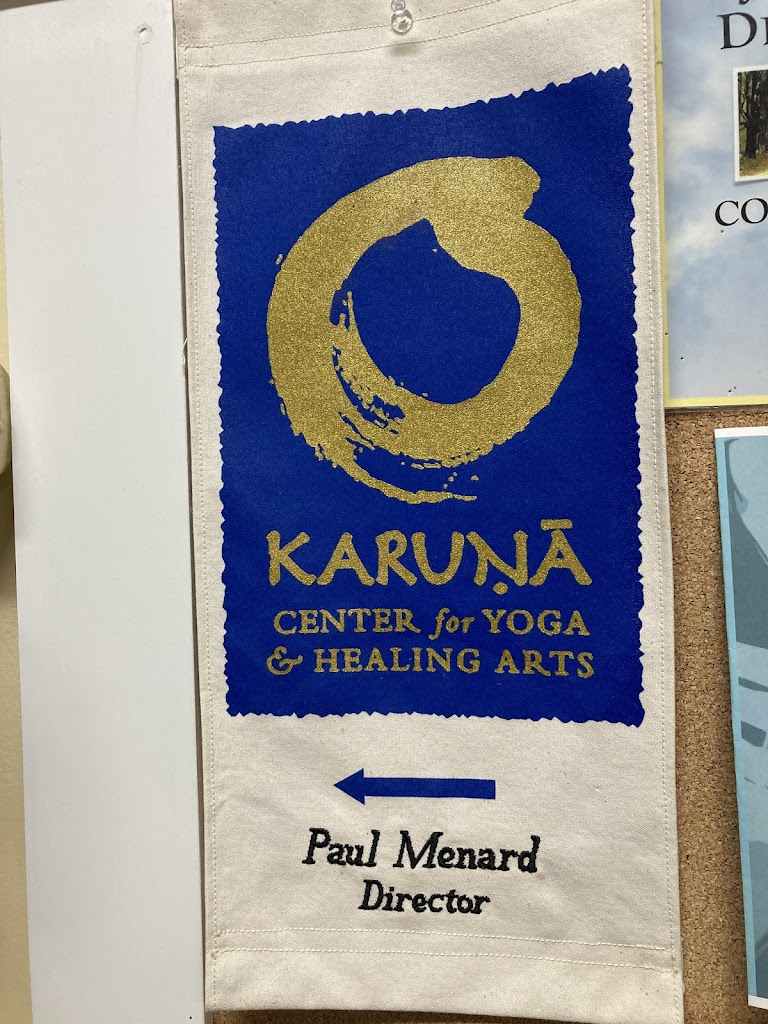 KARUṆĀ
CENTER for YOGA
& HEALING ARTS
Paul Menard
Director